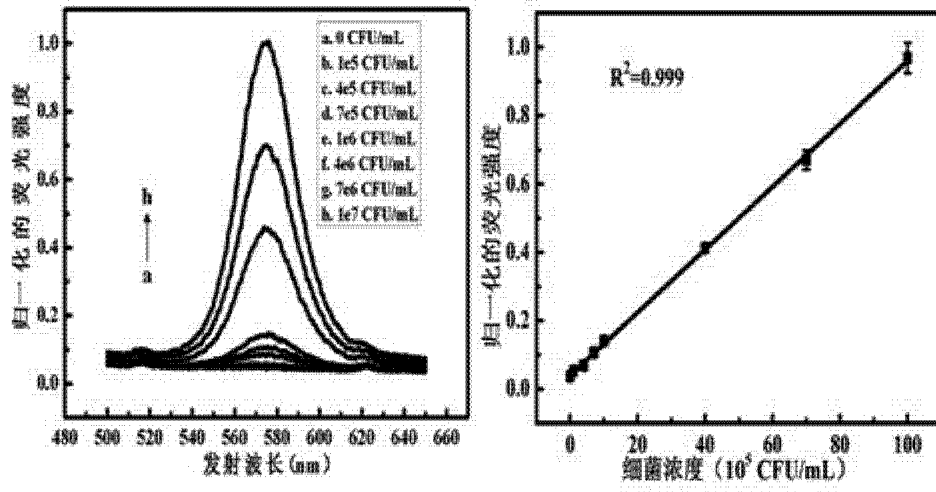 归一化的荧光强度
1.0
0.8
0.6
0.4
0.2
0.0
a. 0 CFU/mL
b. 1e5 CFU/mL
c. 4e5 CFU/mL
d. 7e5 CFU/mL
e. 1e6 CFU/mL
f. 4e6 CFU/mL
g. 7e6 CFU/mL
h. 1e7 CFU/mL
h
a
480 500 520 540 560 580 600 620 640 660
发射波长(nm)
归一化的荧光强度
1.0
0.8
0.6
0.4
0.2
0.0
R²=0.999
0 20 40 60 80 100
细菌浓度（10⁵ CFU/mL）